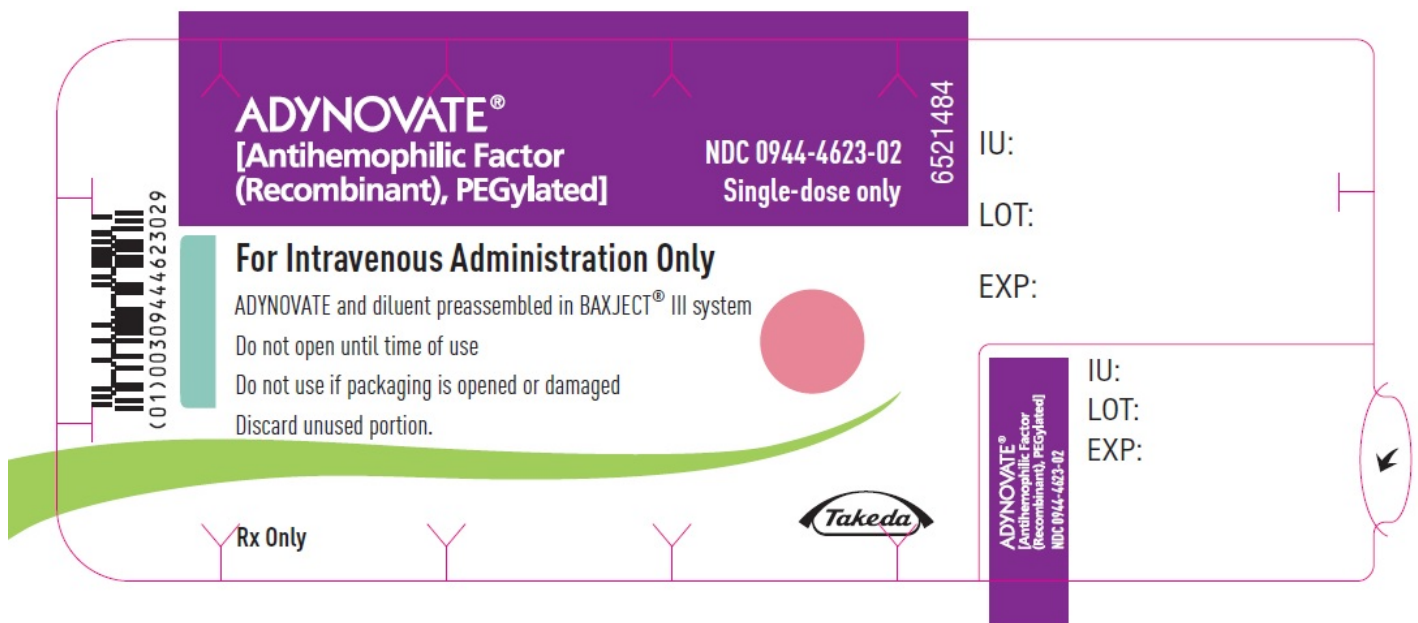 ADYNOVATE®
[Antihemophilic Factor
(Recombinant), PEGylated]
NDC 0944-4623-02
Single-dose only
6521484
(01)00309444623029
For Intravenous Administration Only
ADYNOVATE and diluent preassembled in BAXJECT® III system
Do not open until time of use
Do not use if packaging is opened or damaged
Discard unused portion.
Rx Only
Takeda
IU:
LOT:
EXP:
ADYNOVATE®
[Antihemophilic Factor
(Recombinant), PEGylated]
NDC 0944-4623-02
IU:
LOT:
EXP: